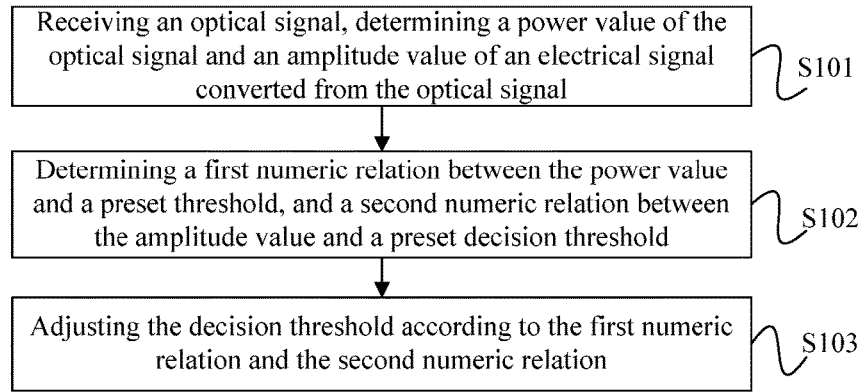 Receiving an optical signal, determining a power value of the
optical signal and an amplitude value of an electrical signal
converted from the optical signal
S101
Determining a first numeric relation between the power value
and a preset threshold, and a second numeric relation between
the amplitude value and a preset decision threshold
S102
Adjusting the decision threshold according to the first numeric
relation and the second numeric relation
S103